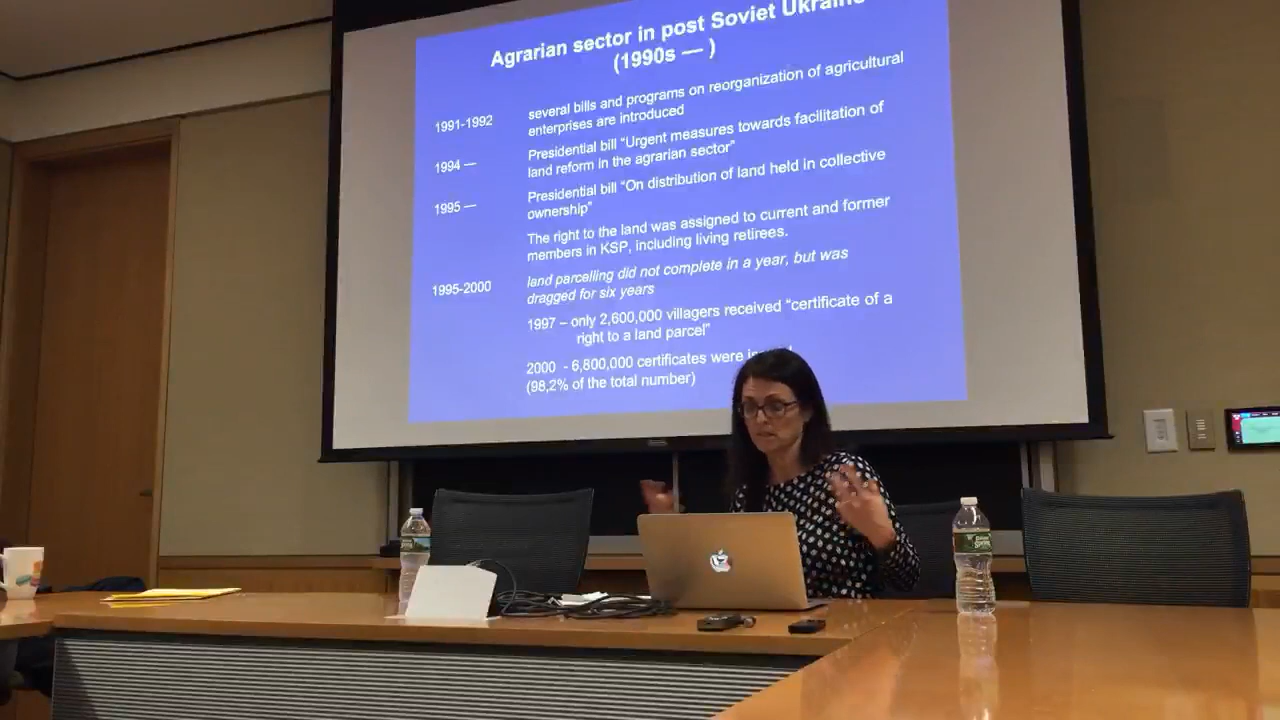 Agrarian sector in post Soviet Ukraine
(1990s — )
1991-1992 several bills and programs on reorganization of agricultural
enterprises are introduced
1994 — Presidential bill “Urgent measures towards facilitation of
land reform in the agrarian sector”
1995 — Presidential bill “On distribution of land held in collective
ownership”
The right to the land was assigned to current and former
members in KSP, including living retirees.
1995-2000 land parcelling did not complete in a year, but was
dragged for six years
1997 – only 2,600,000 villagers received “certificate of a
right to a land parcel”
2000 - 6,800,000 certificates were
(98,2% of the total number)
Spring